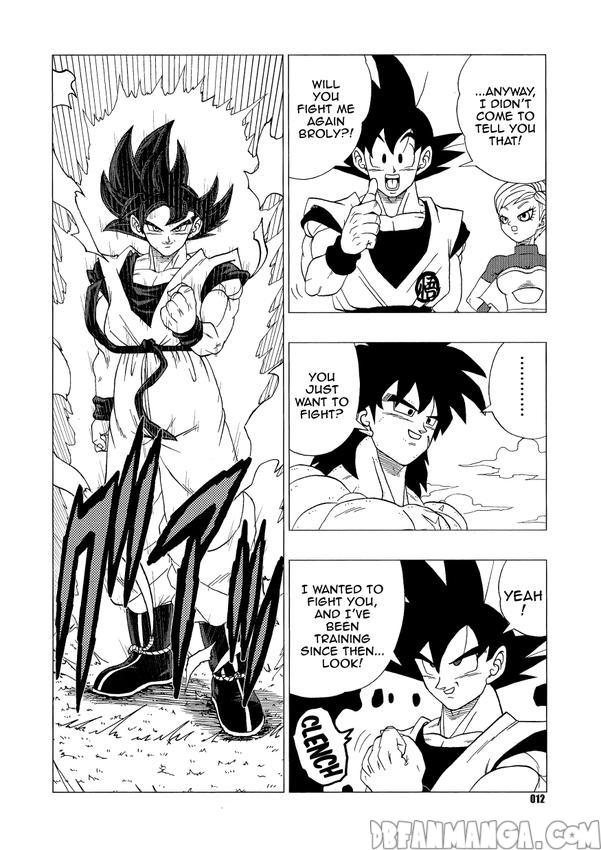 ...ANYWAY,
I DIDN'T
COME TO
TELL YOU
THAT!
WILL
YOU
FIGHT ME
AGAIN
BROLY?!
悟
..........
YOU
JUST
WANT TO
FIGHT?
YEAH
!
I WANTED TO
FIGHT YOU,
AND I'VE
BEEN
TRAINING
SINCE THEN...
LOOK!
CLENCH
012
DBFANMANGA.COM